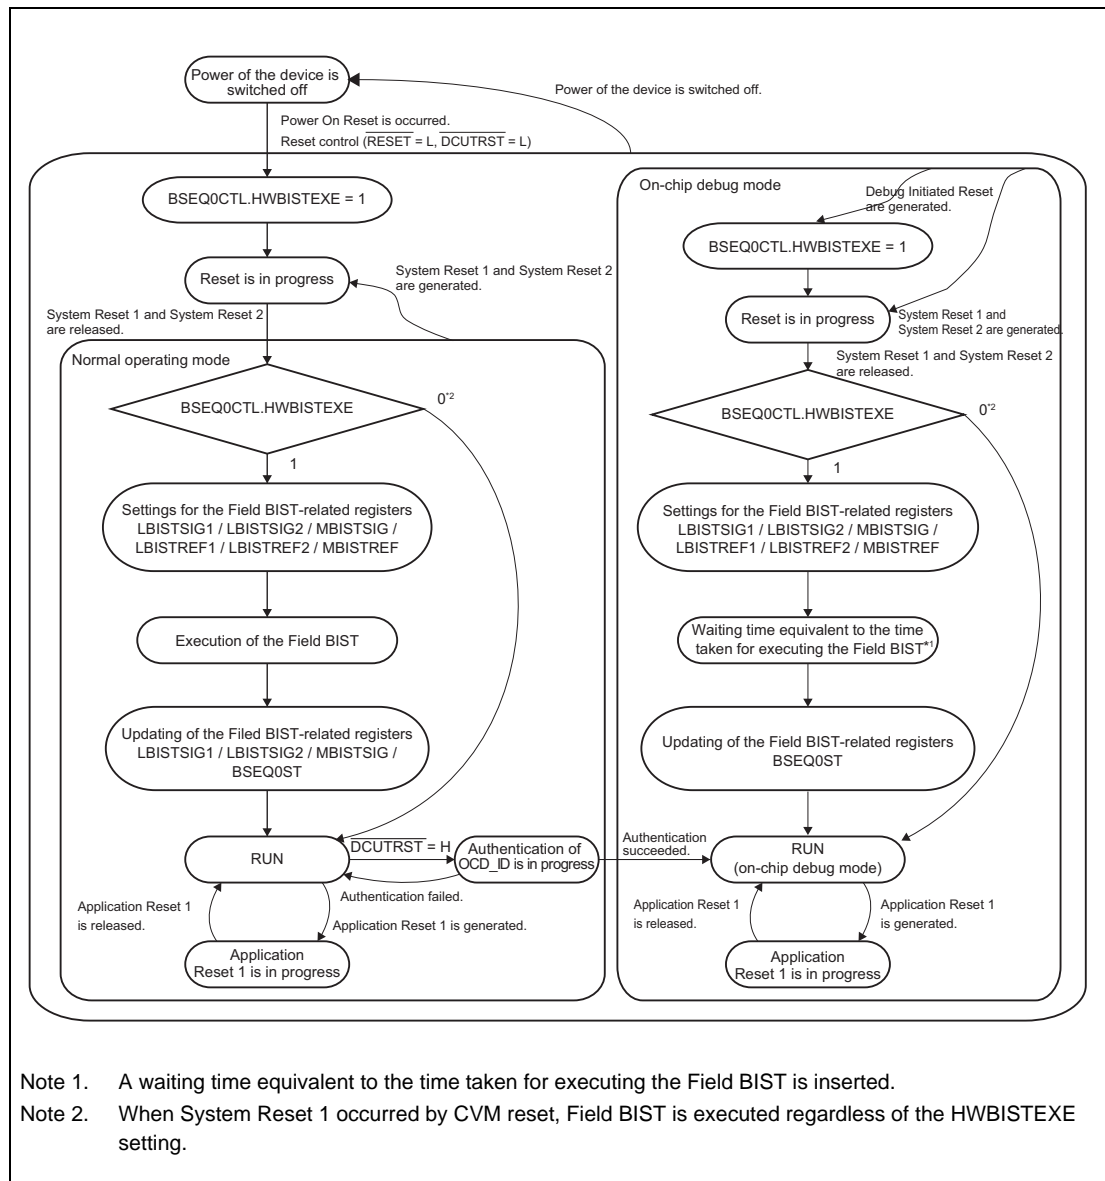 Power of the device is
switched off
Power of the device is switched off.
Power On Reset is occurred.
Reset control (RESET = L, DCUTRST = L)
BSEQ0CTL.HWBISTEXE = 1
Reset is in progress
System Reset 1 and System Reset 2
are generated.
System Reset 1 and System Reset 2
are released.
Normal operating mode
BSEQ0CTL.HWBISTEXE
0*2
1
Settings for the Field BIST-related registers
LBISTSIG1 / LBISTSIG2 / MBISTSIG /
LBISTREF1 / LBISTREF2 / MBISTREF
Execution of the Field BIST
Updating of the Filed BIST-related registers
LBISTSIG1 / LBISTSIG2 / MBISTSIG /
BSEQ0ST
RUN
DCUTRST = H
Authentication of
OCD_ID is in progress
Authentication failed.
Authentication
succeeded.
Application Reset 1
is released.
Application Reset 1 is generated.
Application
Reset 1 is in progress
On-chip debug mode
Debug Initiated Reset
are generated.
BSEQ0CTL.HWBISTEXE = 1
Reset is in progress
System Reset 1 and
System Reset 2 are generated.
System Reset 1 and System Reset 2
are released.
BSEQ0CTL.HWBISTEXE
0*2
1
Settings for the Field BIST-related registers
LBISTSIG1 / LBISTSIG2 / MBISTSIG /
LBISTREF1 / LBISTREF2 / MBISTREF
Waiting time equivalent to the time
taken for executing the Field BIST*1
Updating of the Field BIST-related registers
BSEQ0ST
RUN
(on-chip debug mode)
Application Reset 1
is released.
Application Reset 1
is generated.
Application
Reset 1 is in progress
Note 1. A waiting time equivalent to the time taken for executing the Field BIST is inserted.
Note 2. When System Reset 1 occurred by CVM reset, Field BIST is executed regardless of the HWBISTEXE
setting.